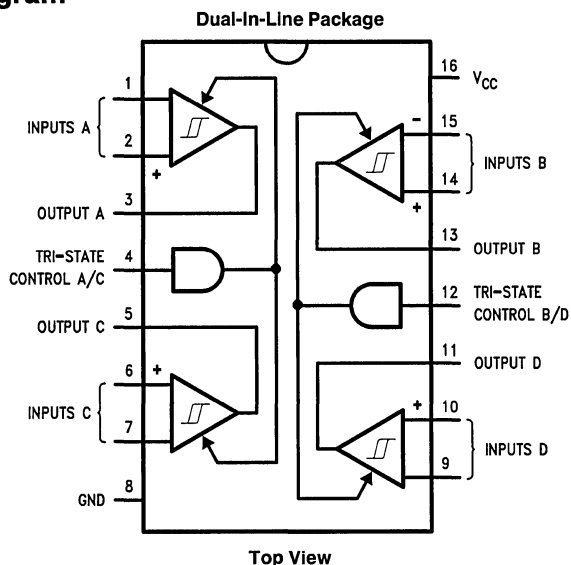 gram
Dual-In-Line Package
1
INPUTS A
2
+
3
OUTPUT A
4
TRI-STATE
CONTROL A/C
5
OUTPUT C
6
+
INPUTS C
7
8
GND
16
VCC
-
15
INPUTS B
14
+
13
OUTPUT B
12
TRI-STATE
CONTROL B/D
11
OUTPUT D
+
10
INPUTS D
9
Top View